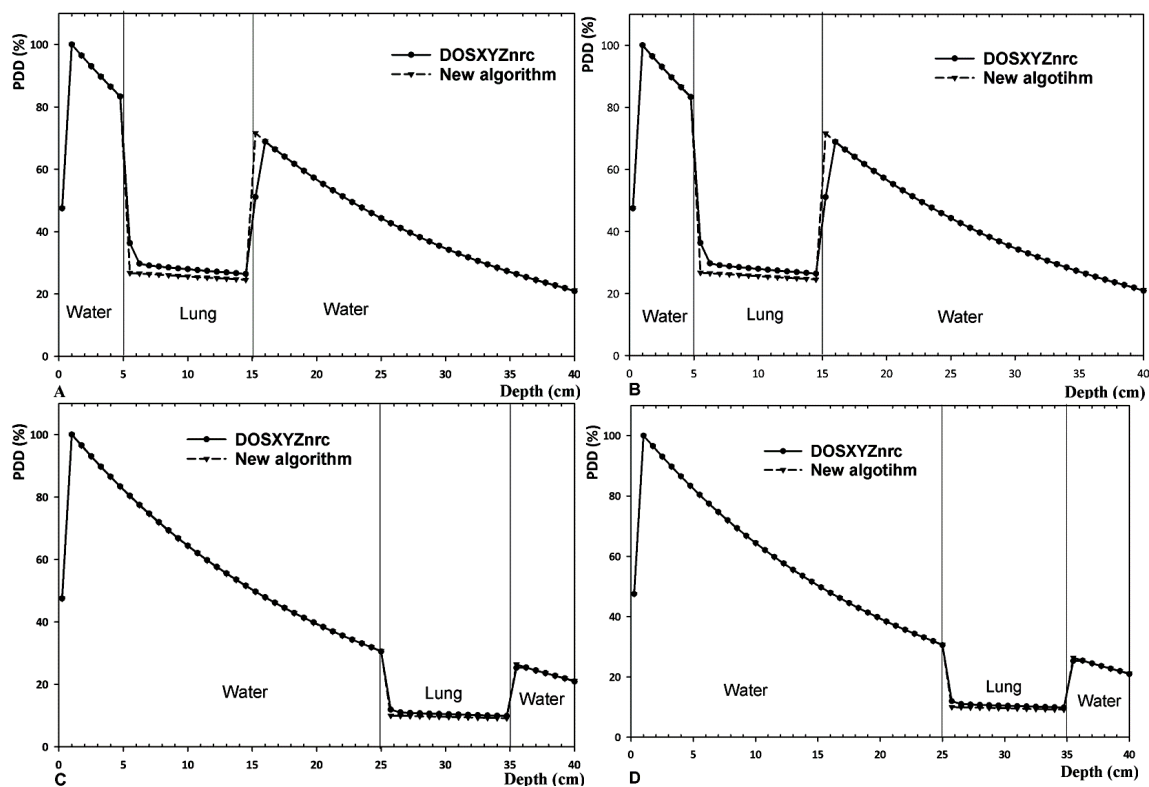 PDD (%)
100
80
60
40
20
0
DOSXYZnrc
New algorithm
Water
Lung
Water
0 5 10 15 20 25 30 35 40
A
Depth (cm)
PDD (%)
100
80
60
40
20
0
DOSXYZnrc
New algotihm
Water
Lung
Water
0 5 10 15 20 25 30 35 40
B
Depth (cm)
PDD (%)
100
80
60
40
20
0
DOSXYZnrc
New algorithm
Water
Lung
Water
0 5 10 15 20 25 30 35 40
C
Depth (cm)
PDD (%)
100
80
60
40
20
0
DOSXYZnrc
New algotihm
Water
Lung
Water
0 5 10 15 20 25 30 35 40
D
Depth (cm)